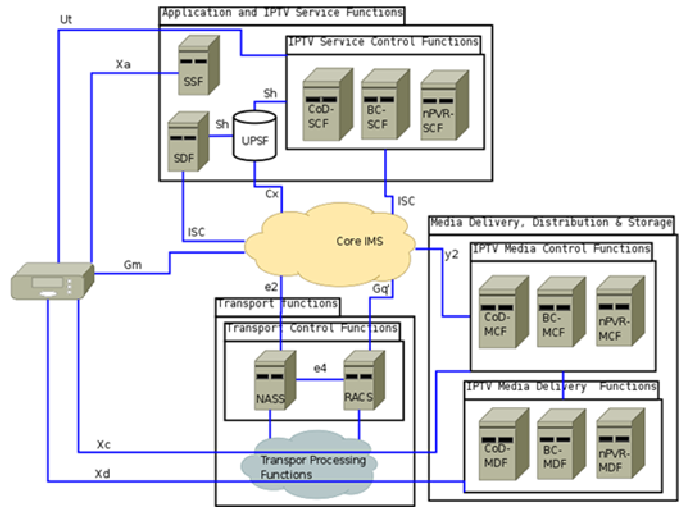 Application and IPTV Service Functions
Ut
IPTV Service Control Functions
Xa
SSF
Sh
CoD-
SCF
BC-
SCF
nPVR-
SCF
Sh
UPSF
SDF
Cx
ISC
ISC
Core IMS
Media Delivery, Distribution & Storage
IPTV Media Control Functions
y2
Gm
e2
Gq'
CoD-
MCF
BC-
MCF
nPVR-
MCF
Transport functions
Transport Control Functions
e4
NASS
RACS
IPTV Media Delivery Functions
CoD-
MDF
BC-
MDF
nPVR-
MDF
Xc
Transpor Processing
Functions
Xd